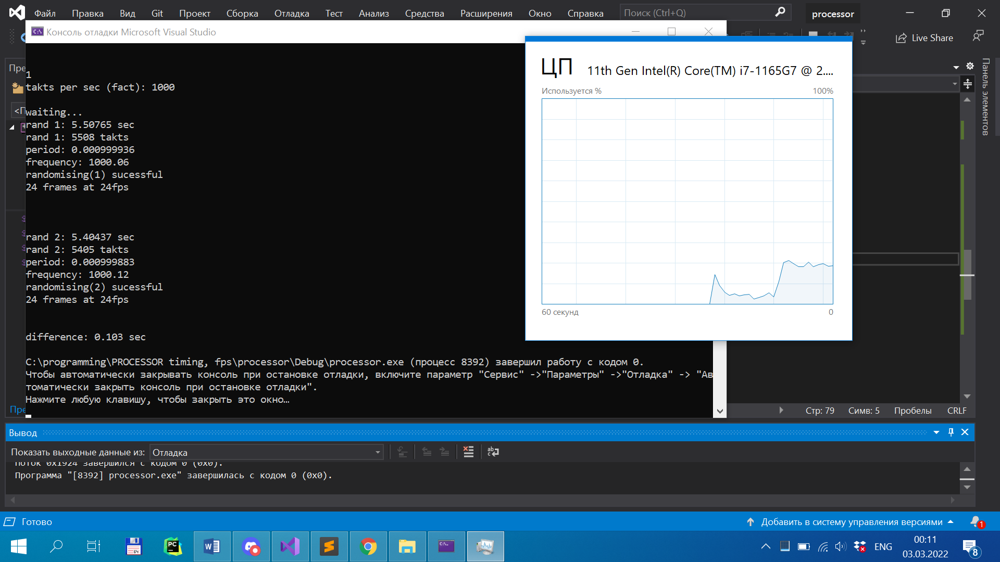 Файл Правка Вид Git Проект Сборка Отладка Тест Анализ Средства Расширения Окно Справка Поиск (Ctrl+Q) processor
Консоль отладки Microsoft Visual Studio
Live Share
1
takts per sec (fact): 1000
waiting...
rand 1: 5.50765 sec
rand 1: 5508 takts
period: 0.000999936
frequency: 1000.06
randomising(1) sucessful
24 frames at 24fps
rand 2: 5.40437 sec
rand 2: 5405 takts
period: 0.000999883
frequency: 1000.12
randomising(2) sucessful
24 frames at 24fps
difference: 0.103 sec
C:\programming\PROCESSOR timing, fps\processor\Debug\processor.exe (процесс 8392) завершил работу с кодом 0.
Чтобы автоматически закрывать консоль при остановке отладки, включите параметр "Сервис" ->"Параметры" ->"Отладка" -> "Ав
томатически закрыть консоль при остановке отладки".
Нажмите любую клавишу, чтобы закрыть это окно…
ЦП 11th Gen Intel(R) Core(TM) i7-1165G7 @ 2....
Используется % 100%
60 секунд 0
Панель элементов
Пре
<П
Пре
Стр: 79 Симв: 5 Пробелы CRLF
Вывод
Показать выходные данные из: Отладка
Поток 0x1924 завершился с кодом 0 (0x0).
Программа "[8392] processor.exe" завершилась с кодом 0 (0x0).
Готово
Добавить в систему управления версиями 1
ENG
00:11
03.03.2022
8